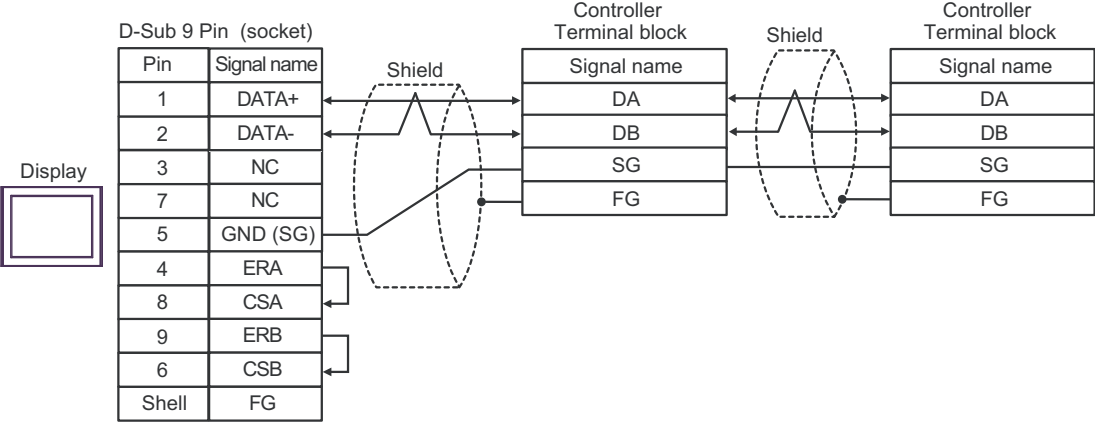 Display
D-Sub 9 Pin (socket)
Pin Signal name
1 DATA+
2 DATA-
3 NC
7 NC
5 GND (SG)
4 ERA
8 CSA
9 ERB
6 CSB
Shell FG
Shield
Controller
Terminal block
Signal name
DA
DB
SG
FG
Shield
Controller
Terminal block
Signal name
DA
DB
SG
FG